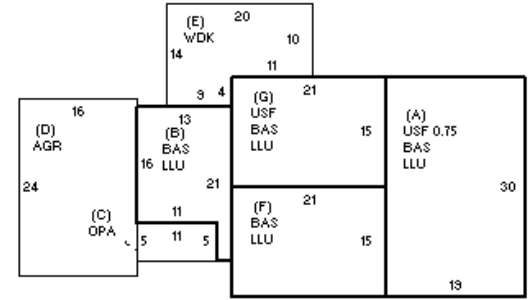 (E)
WDK
20
10
14
11
9
4
(G)
USF
BAS
LLU
21
15
(A)
USF 0.75
BAS
LLU
30
16
(D)
AGR
24
13
(B)
BAS
LLU
16
21
11
(C)
OPA
5
11
5
(F)
BAS
LLU
21
15
19